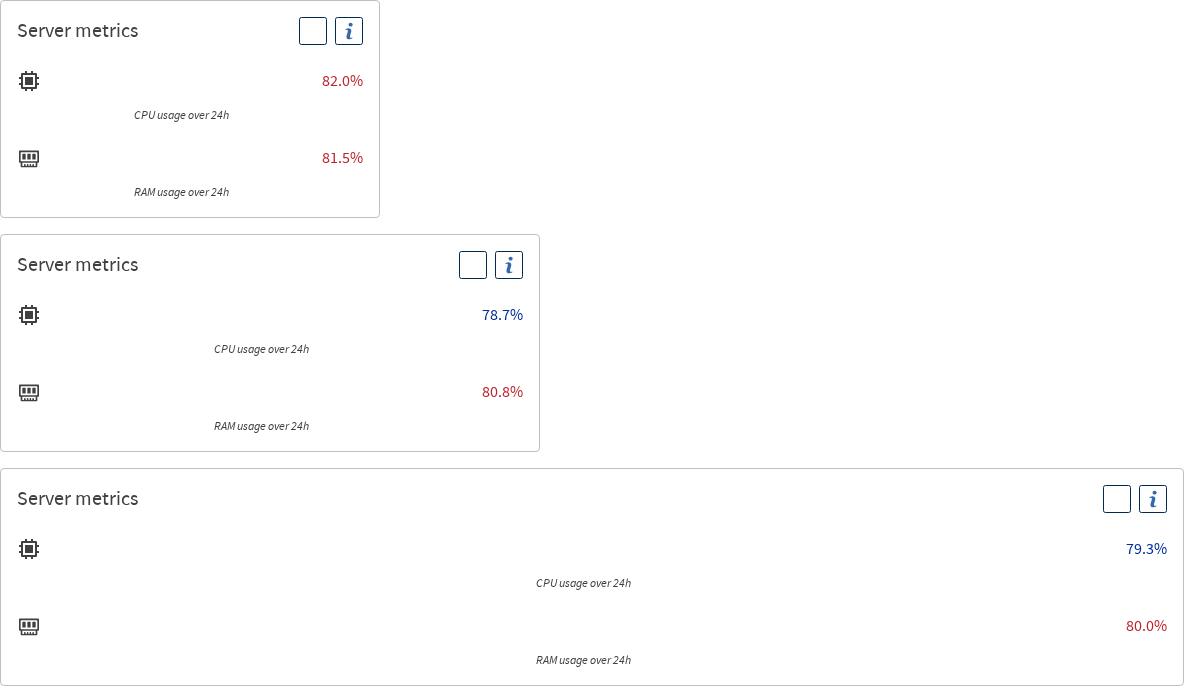 Server metrics
i
82.0%
CPU usage over 24h
81.5%
RAM usage over 24h
Server metrics
i
78.7%
CPU usage over 24h
80.8%
RAM usage over 24h
Server metrics
i
79.3%
CPU usage over 24h
80.0%
RAM usage over 24h